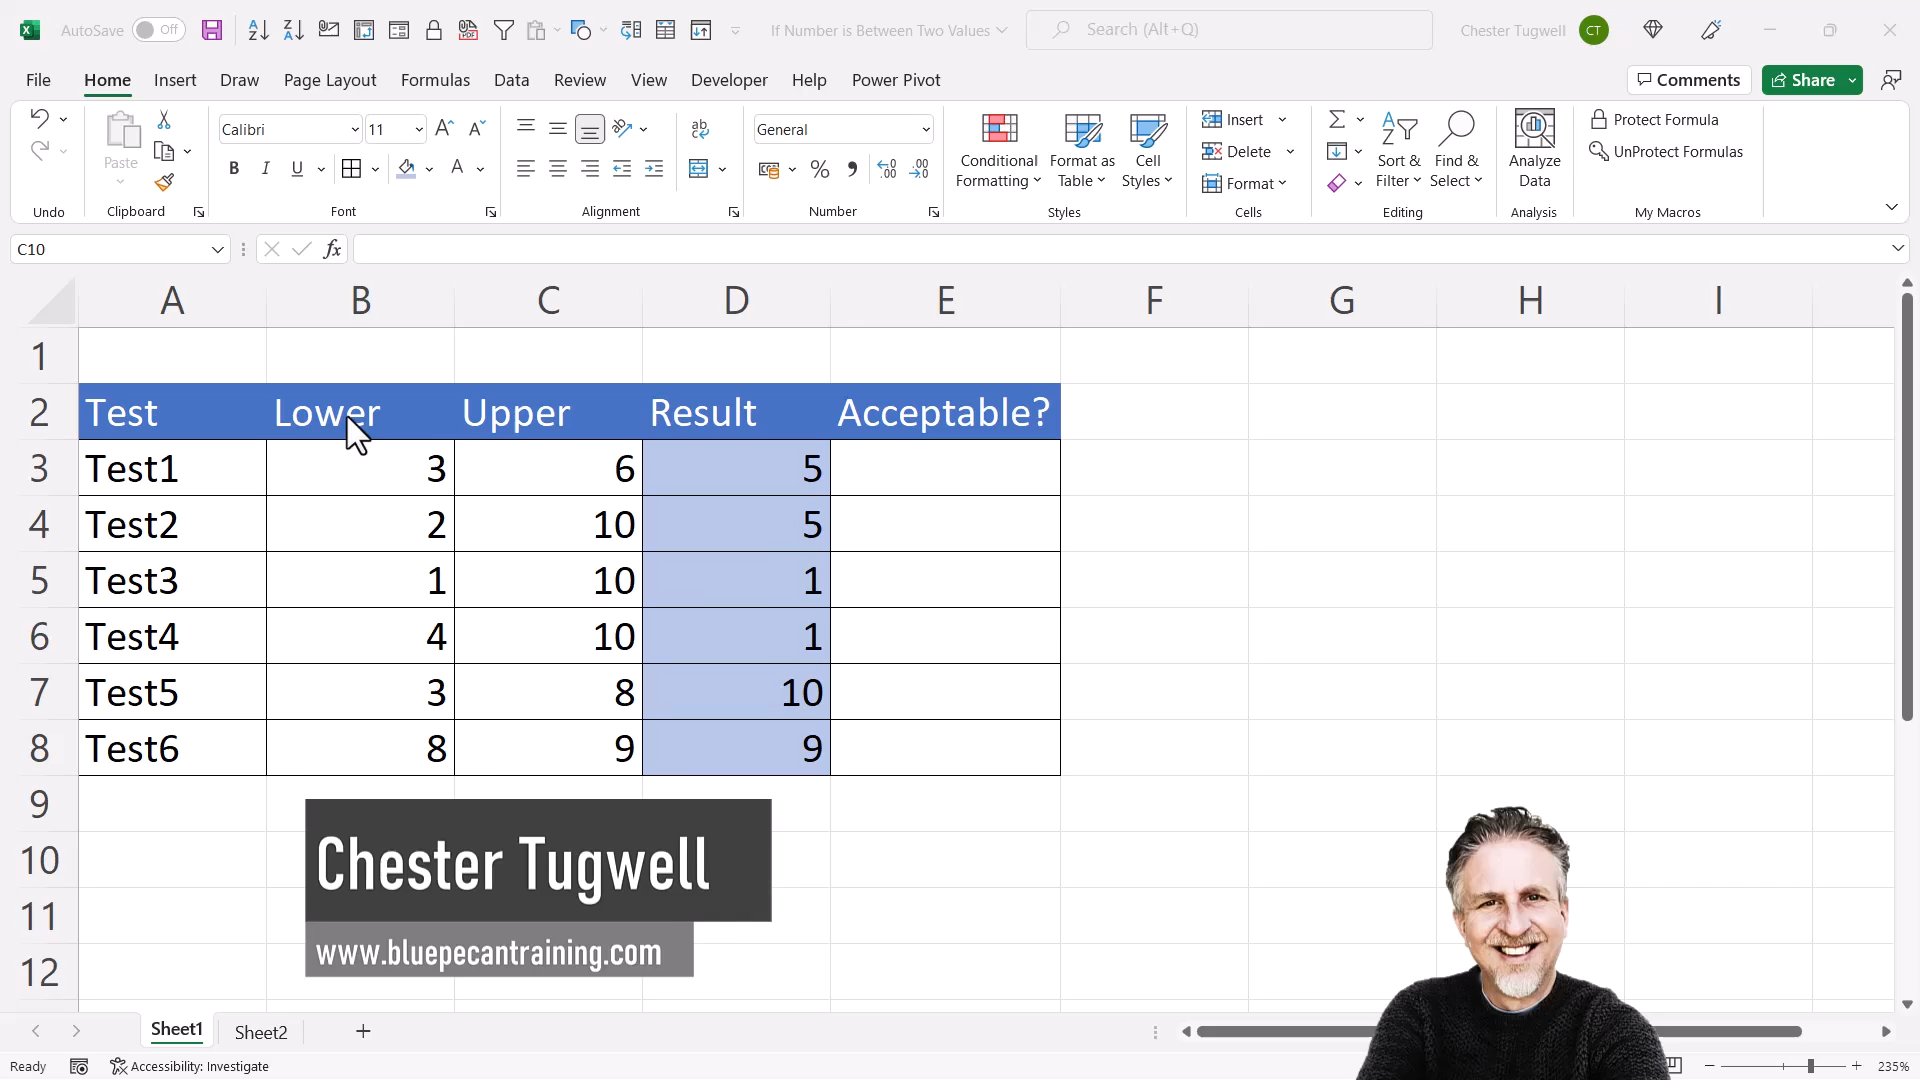 AutoSave Off If Number is Between Two Values Search (Alt+Q) Chester Tugwell CT
File Home Insert Draw Page Layout Formulas Data Review View Developer Help Power Pivot Comments Share
Paste
Calibri 11
B I U A
ab
General
%
Conditional Formatting
Format as Table
Cell Styles
Insert
Delete
Format
Sort & Filter
Find & Select
Analyze Data
Protect Formula
UnProtect Formulas
Undo Clipboard Font Alignment Number Styles Cells Editing Analysis My Macros
C10 fx
A B C D E F G H I
1
2 Test Lower Upper Result Acceptable?
3 Test1 3 6 5
4 Test2 2 10 5
5 Test3 1 10 1
6 Test4 4 10 1
7 Test5 3 8 10
8 Test6 8 9 9
9
10
11
12
Chester Tugwell
www.bluepecantraining.com
Sheet1 Sheet2
Ready Accessibility: Investigate 235%